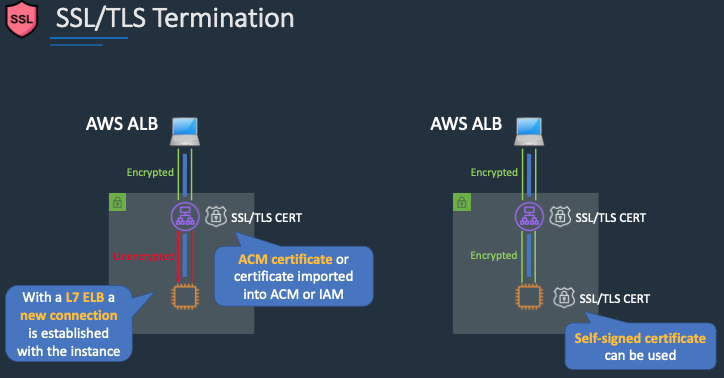 SSL
SSL/TLS Termination
AWS ALB
Encrypted
SSL/TLS CERT
Unencrypted
ACM certificate or
certificate imported
into ACM or IAM
With a L7 ELB a
new connection
is established
with the instance
AWS ALB
Encrypted
SSL/TLS CERT
Encrypted
SSL/TLS CERT
Self-signed certificate
can be used